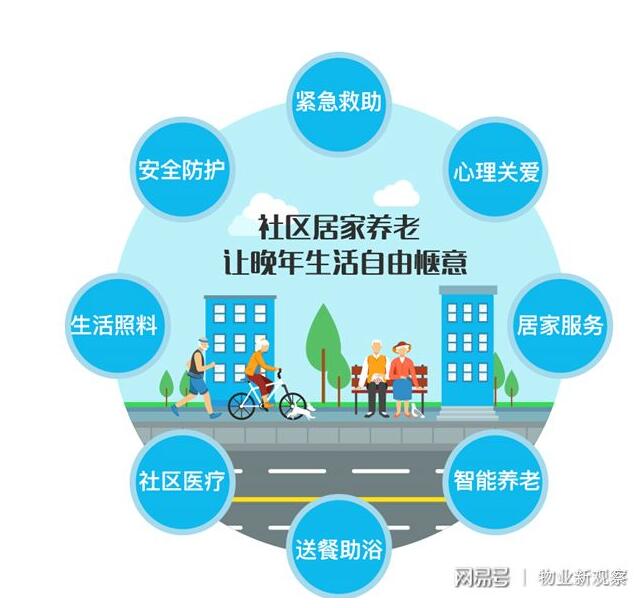 紧急救助
安全防护
心理关爱
社区居家养老
让晚年生活自由惬意
生活照料
居家服务
社区医疗
智能养老
送餐助浴
网易号 | 物业新观察